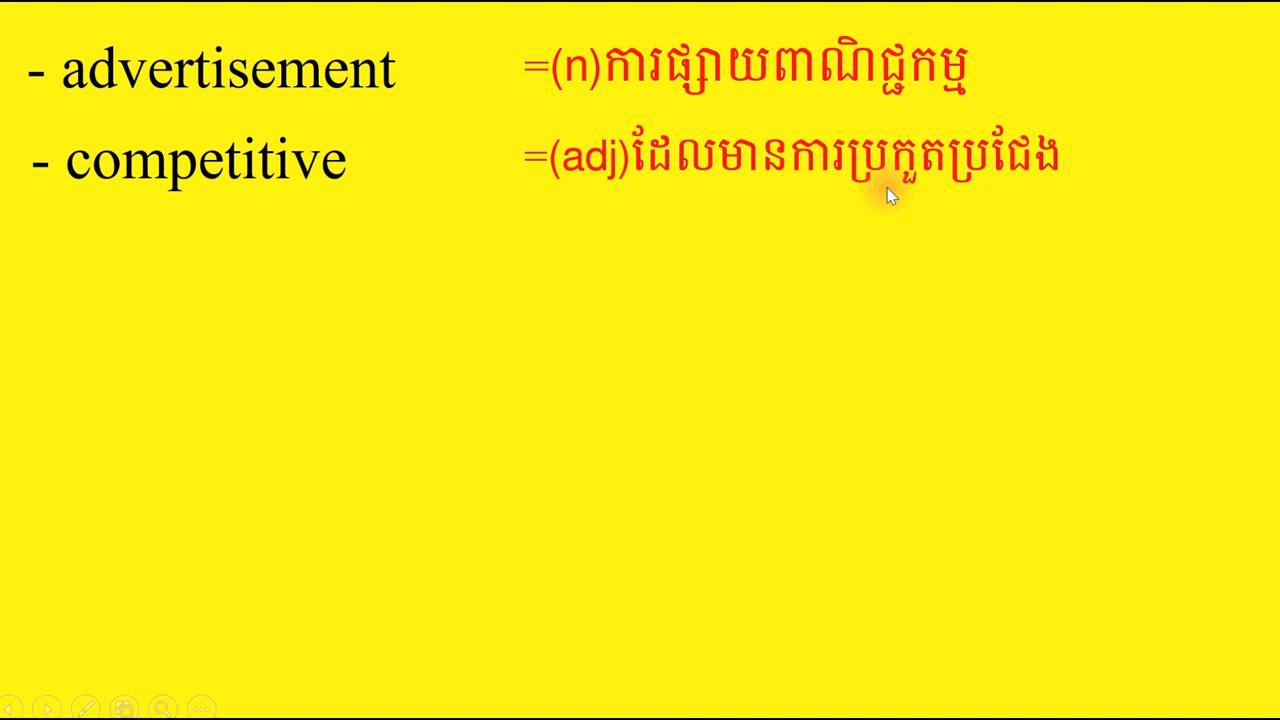 - advertisement =(n)ការផ្សាយពាណិជ្ជកម្ម
- competitive =(adj)ដែលមានការប្រកួតប្រជែង